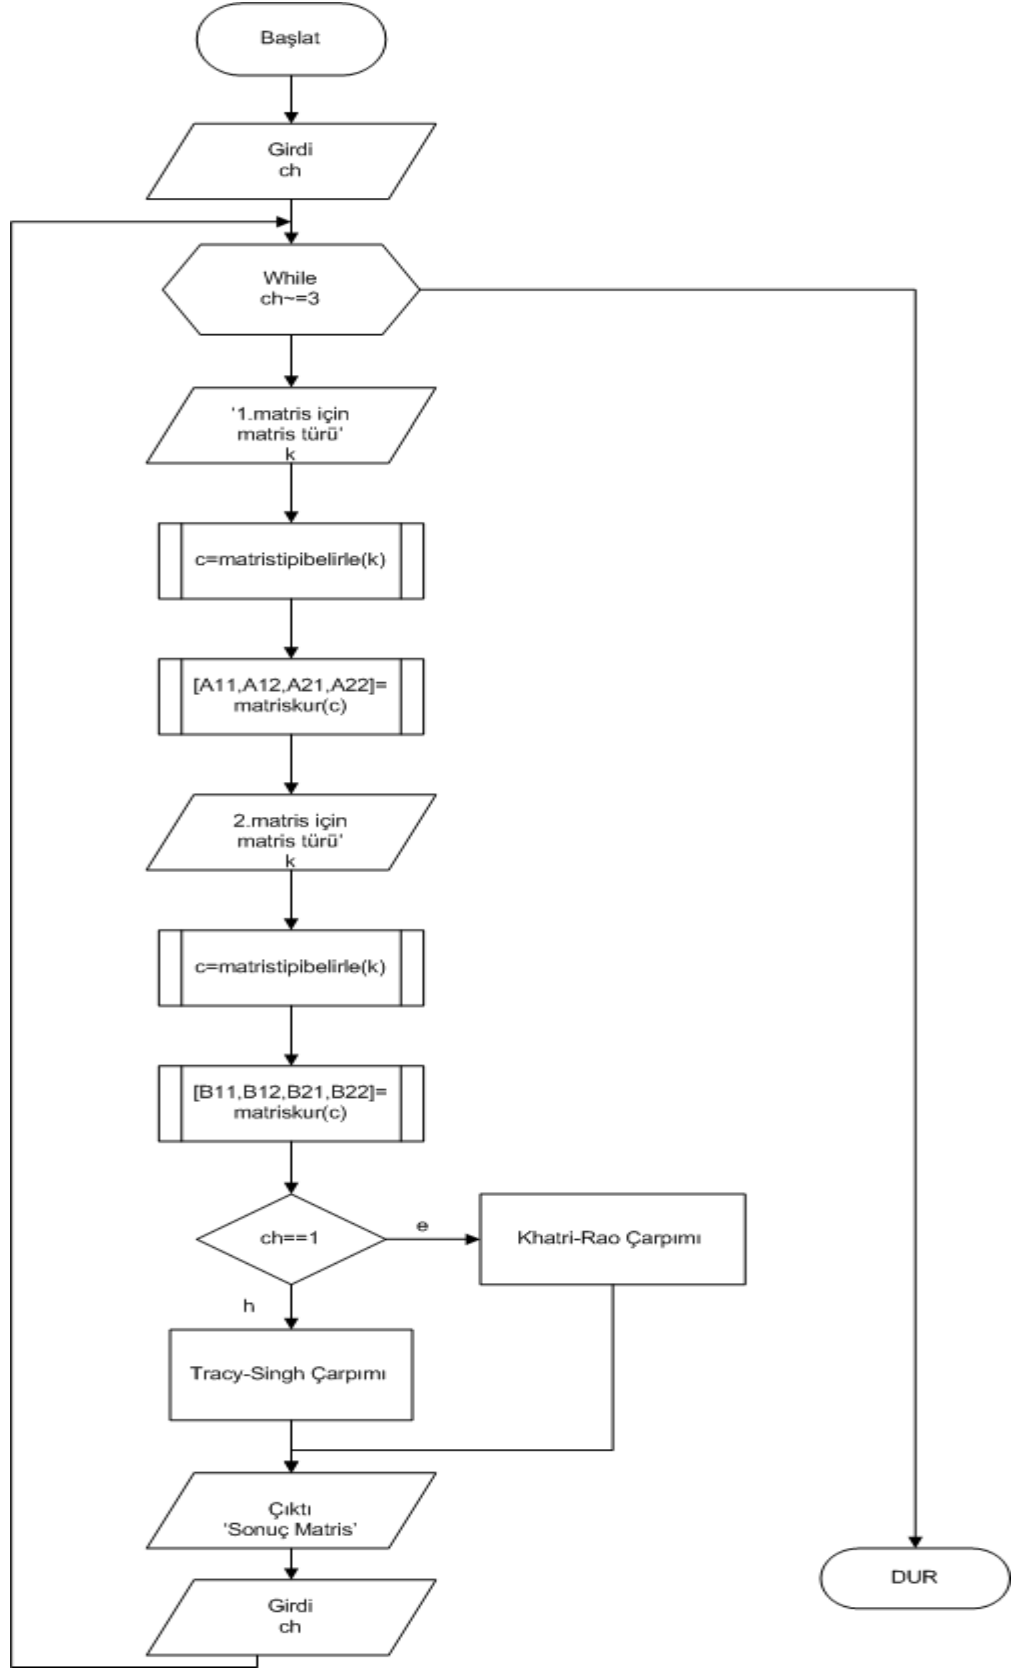 Başlat
Girdi
ch
While
ch~=3
'1.matris için
matris türü'
k
c=matristipibelirle(k)
[A11,A12,A21,A22]=
matriskur(c)
2.matris için
matris türü'
k
c=matristipibelirle(k)
[B11,B12,B21,B22]=
matriskur(c)
ch==1
e
Khatri-Rao Çarpımı
h
Tracy-Singh Çarpımı
Çıktı
'Sonuç Matris'
Girdi
ch
DUR